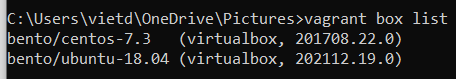 C:\Users\vietd\OneDrive\Pictures>vagrant box list
bento/centos-7.3   (virtualbox, 201708.22.0)
bento/ubuntu-18.04 (virtualbox, 202112.19.0)